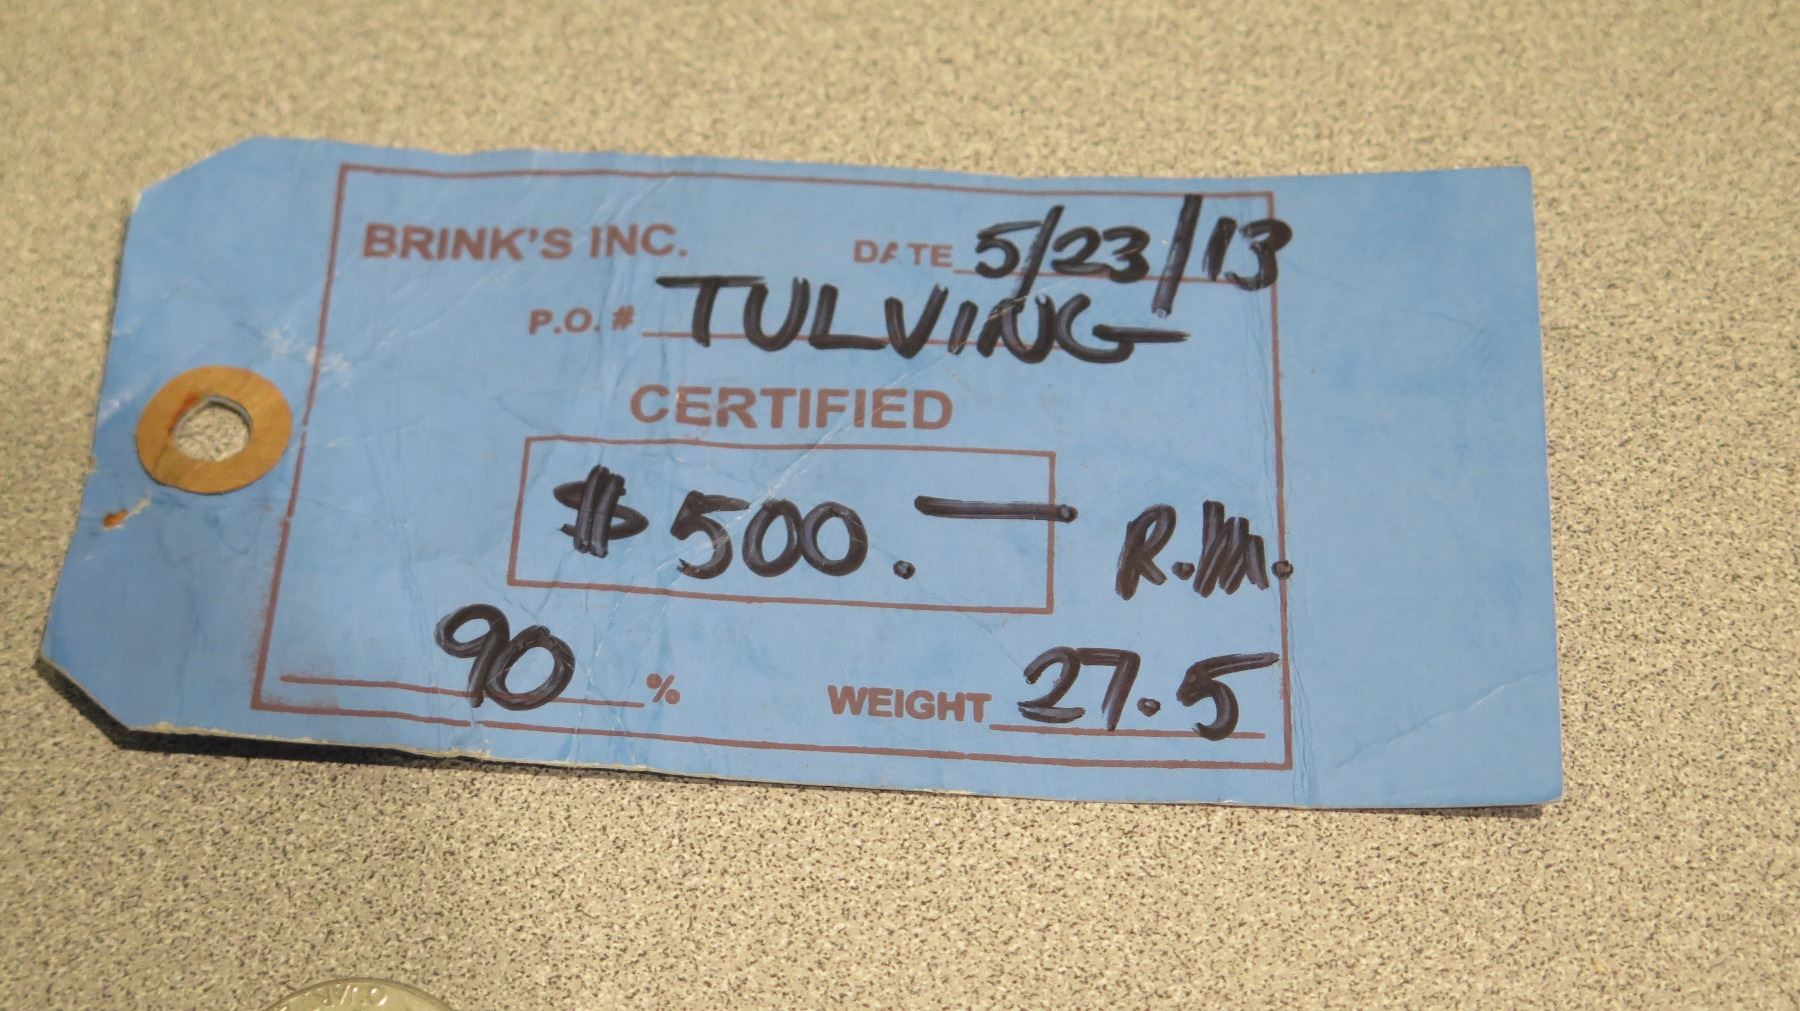 BRINK'S INC. DATE 5/23/13
P.O. # TULVING
CERTIFIED
$500.— R.M.
90 % WEIGHT 27.5